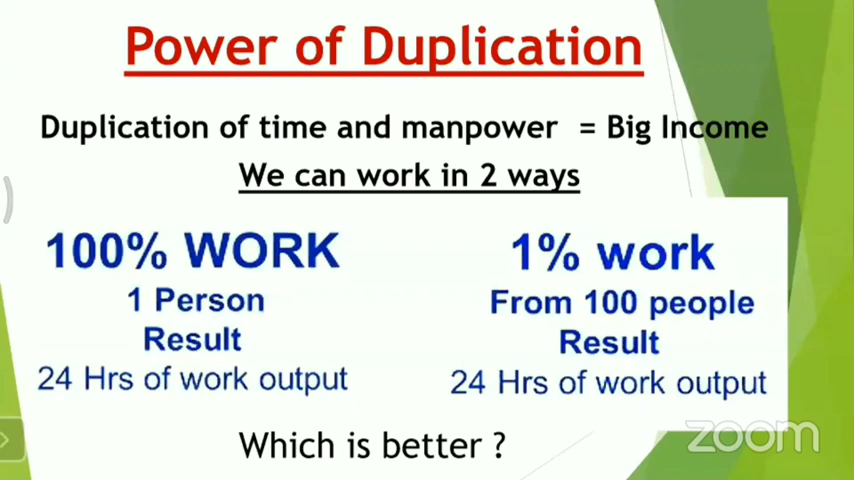 Power of Duplication
Duplication of time and manpower = Big Income
We can work in 2 ways
100% WORK
1 Person
Result
24 Hrs of work output
1% work
From 100 people
Result
24 Hrs of work output
Which is better ?
zoom